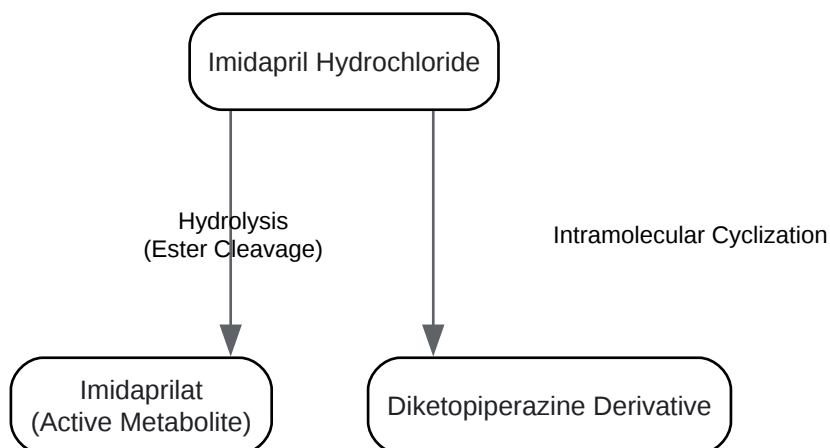 Imidapril Hydrochloride
Hydrolysis
(Ester Cleavage)
Intramolecular Cyclization
Imidaprilat
(Active Metabolite)
Diketopiperazine Derivative